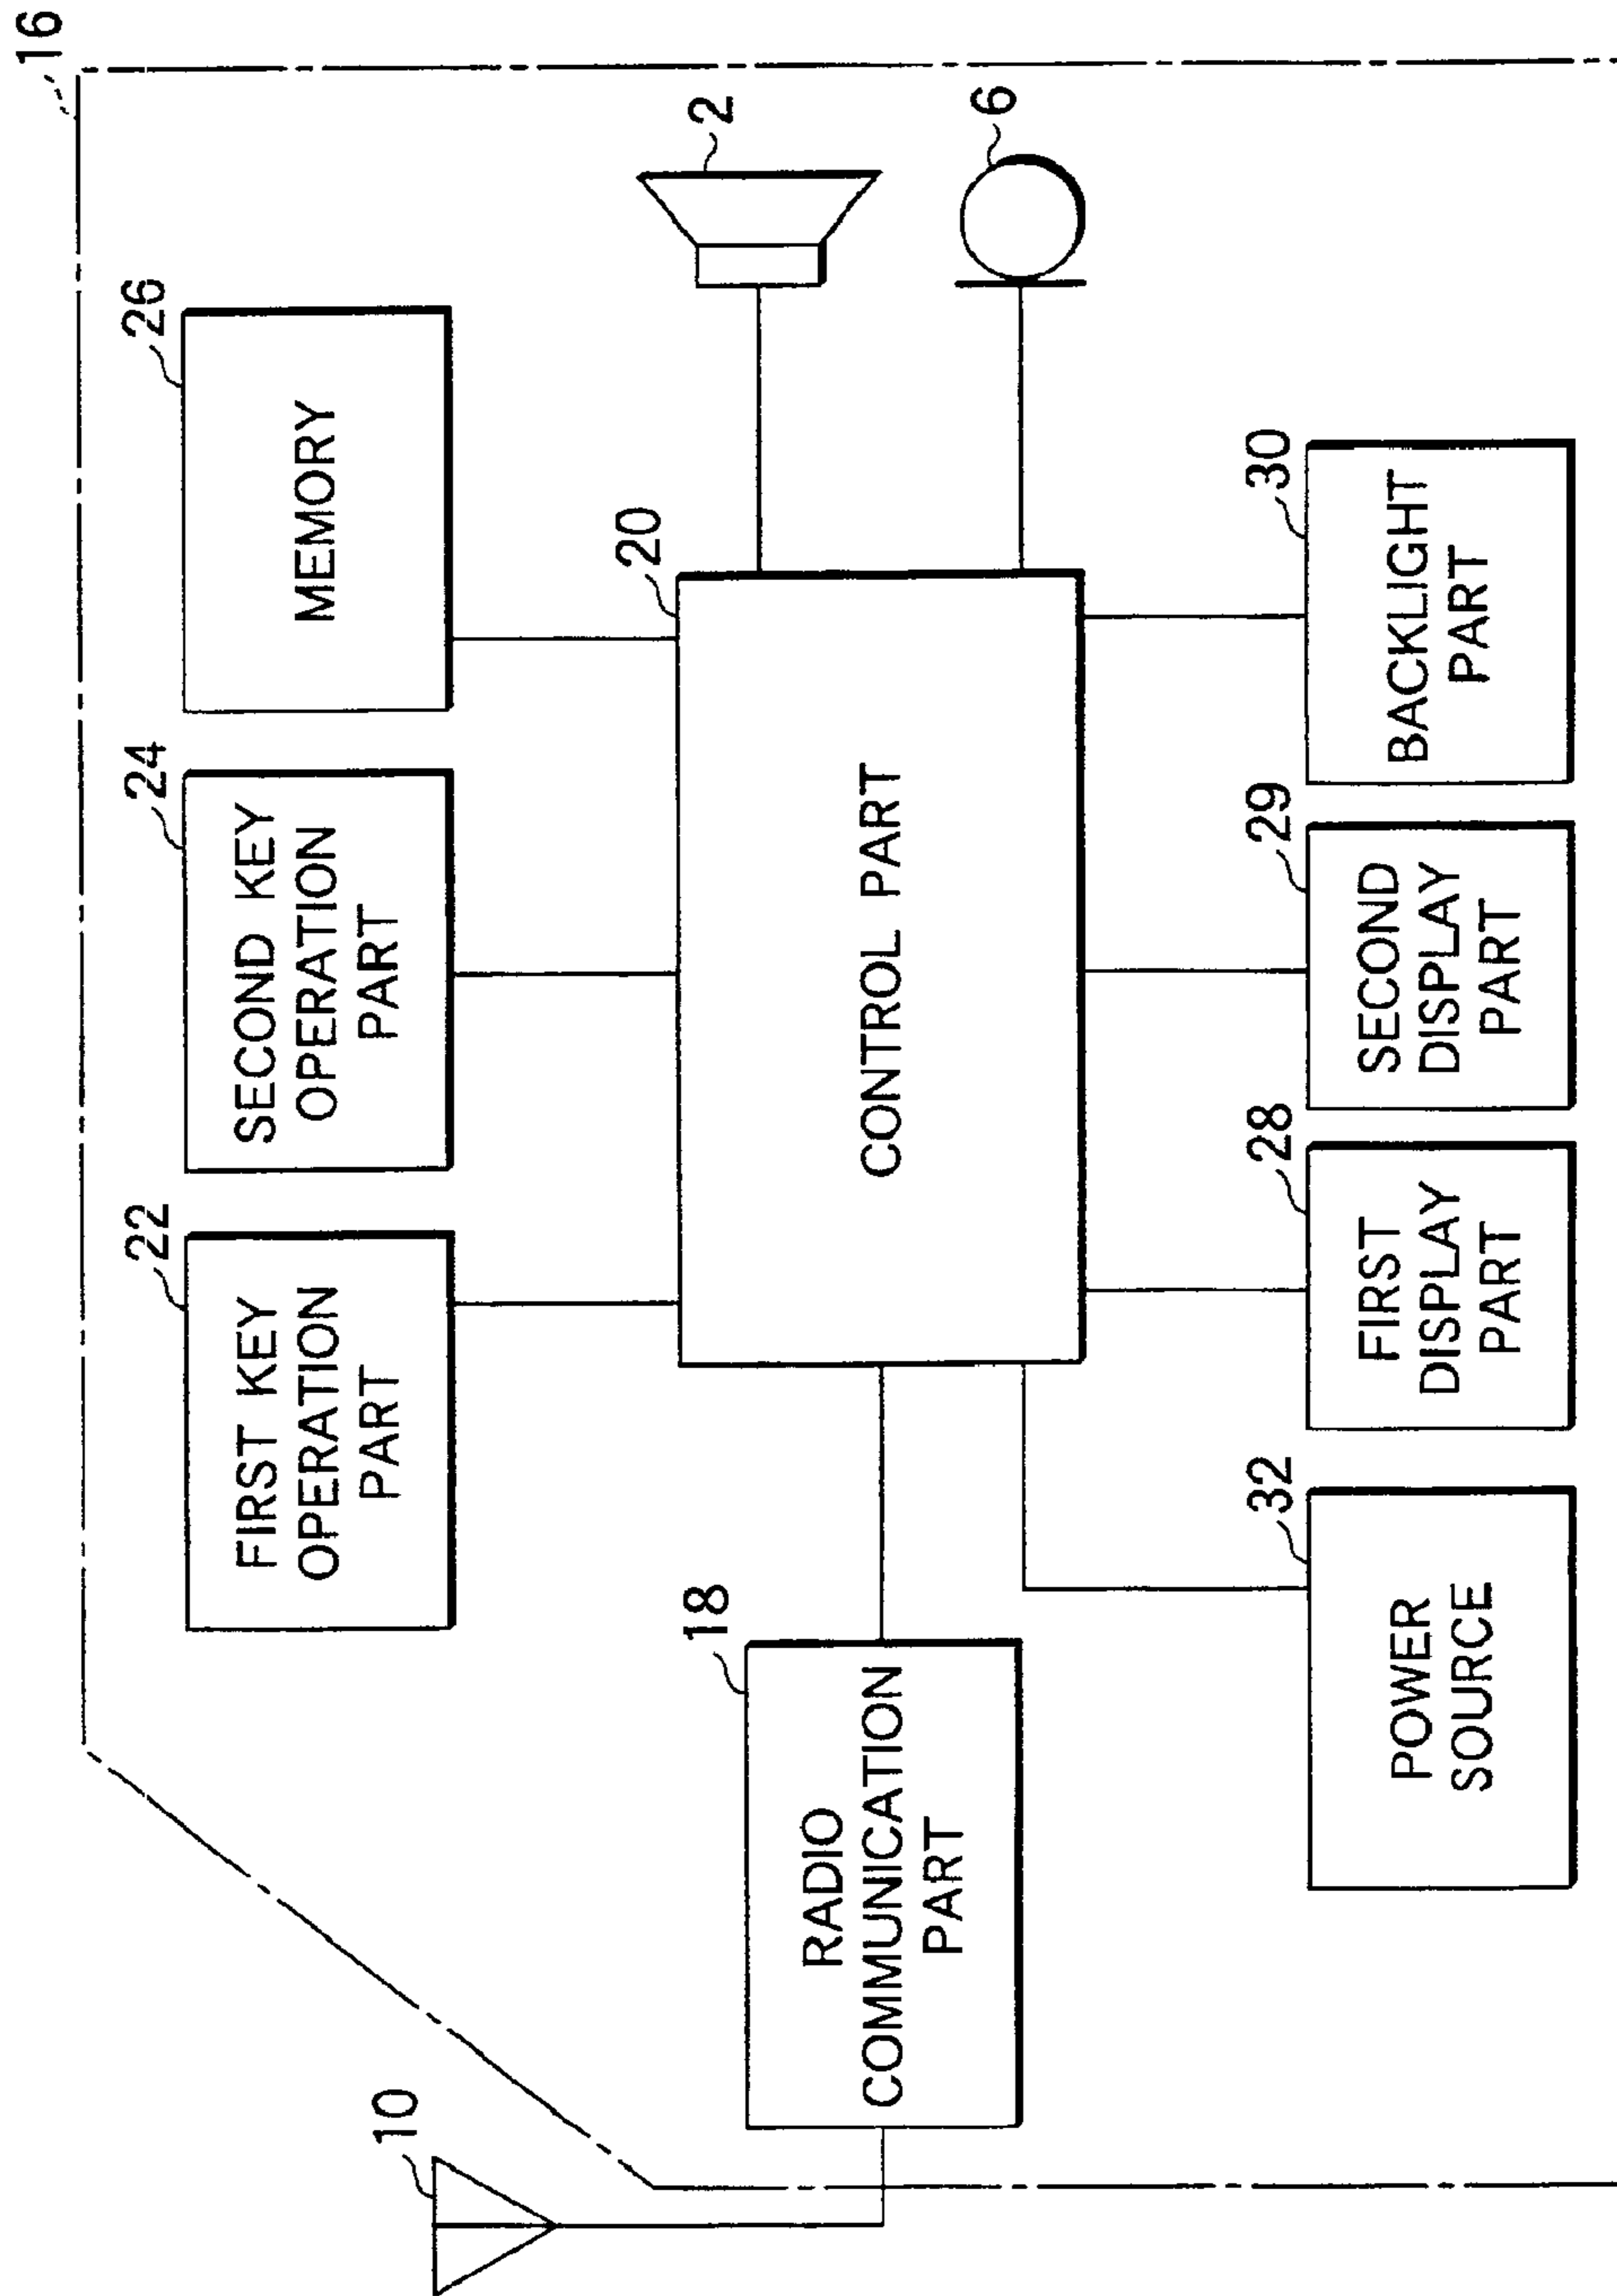 16
10
22
FIRST KEY
OPERATION
PART
24
SECOND KEY
OPERATION
PART
26
MEMORY
18
RADIO
COMMUNICATION
PART
20
CONTROL PART
2
6
32
POWER
SOURCE
28
FIRST
DISPLAY
PART
29
SECOND
DISPLAY
PART
30
BACKLIGHT
PART